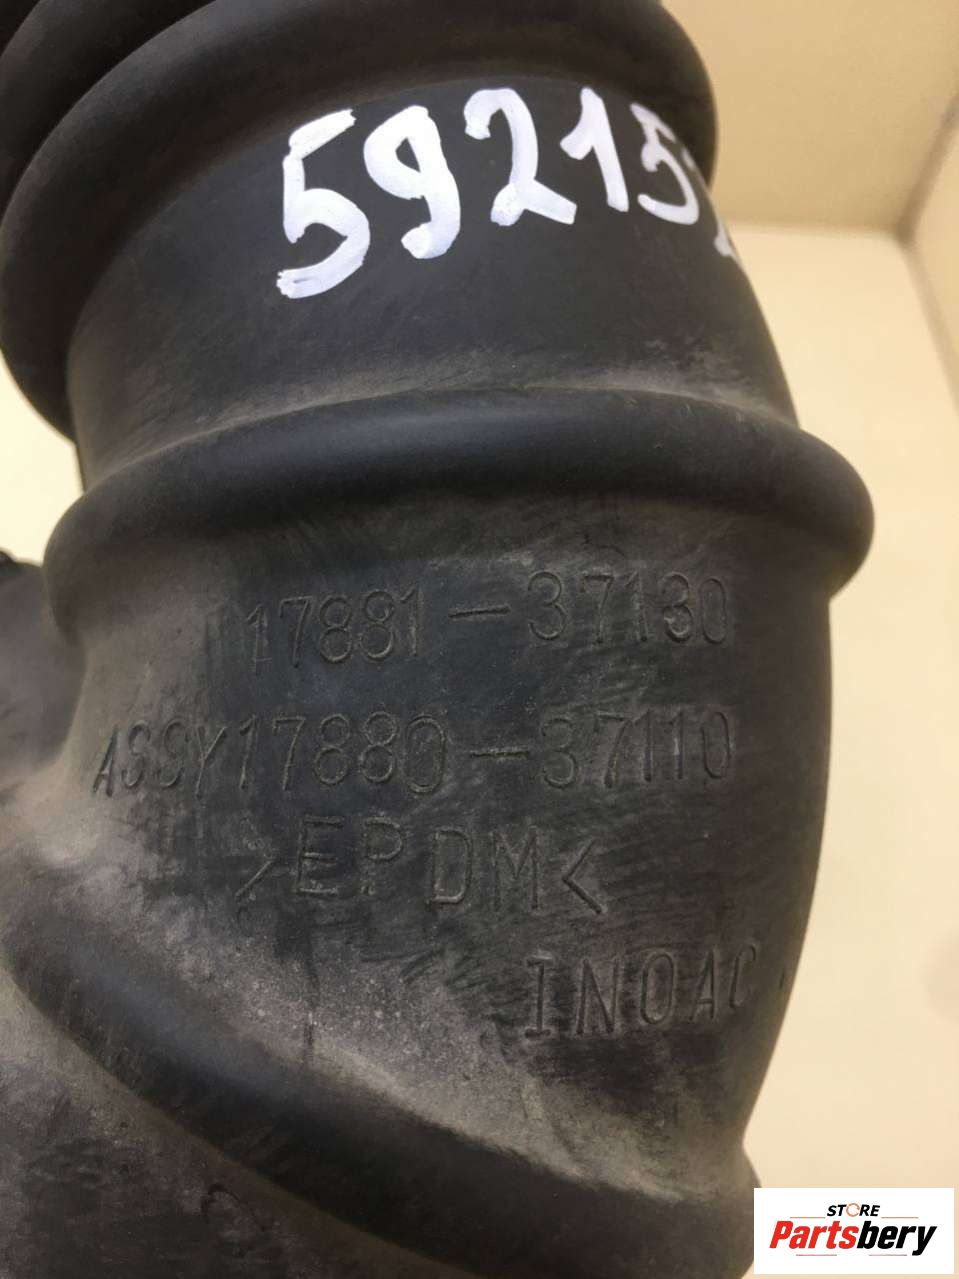 59215
17881-37130
ASSY17880-37110
>EPDM<
INOAC
STORE
Partsbery